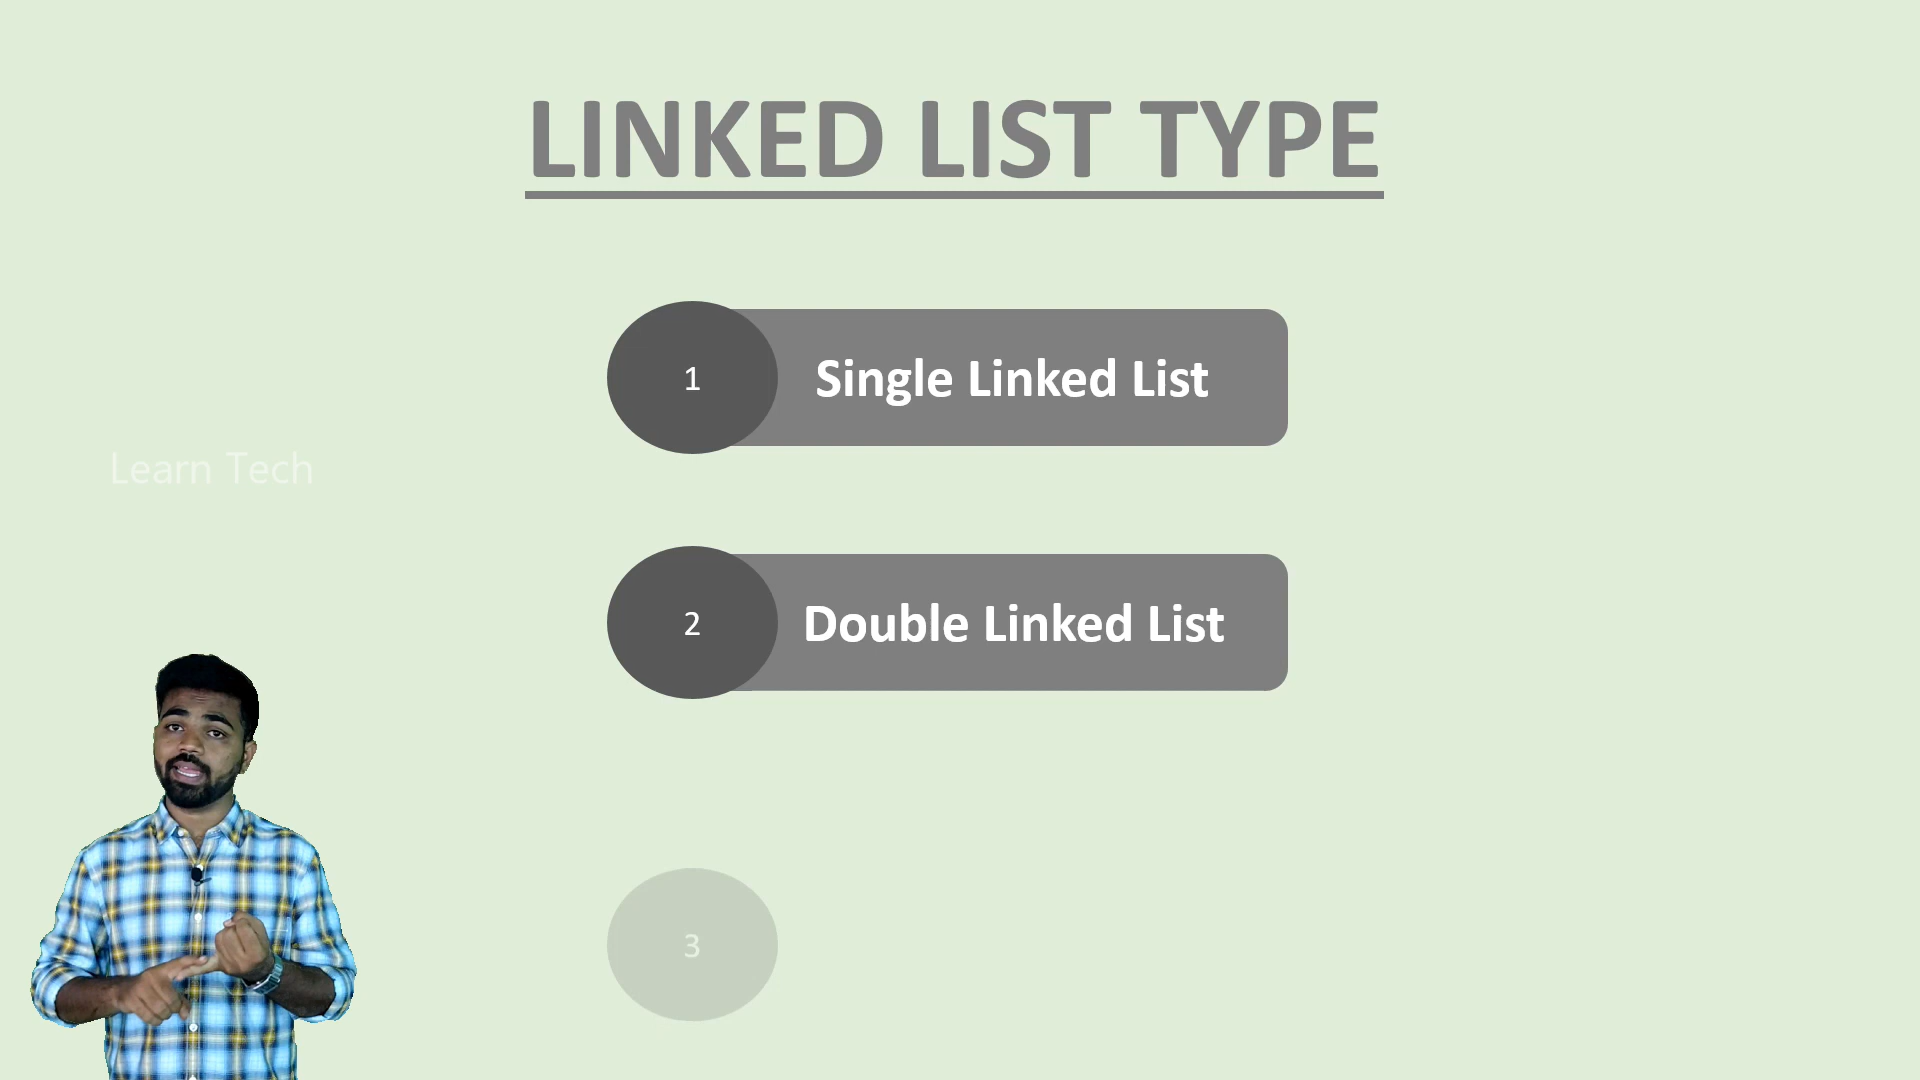 LINKED LIST TYPE
1
Single Linked List
Learn Tech
2
Double Linked List
3